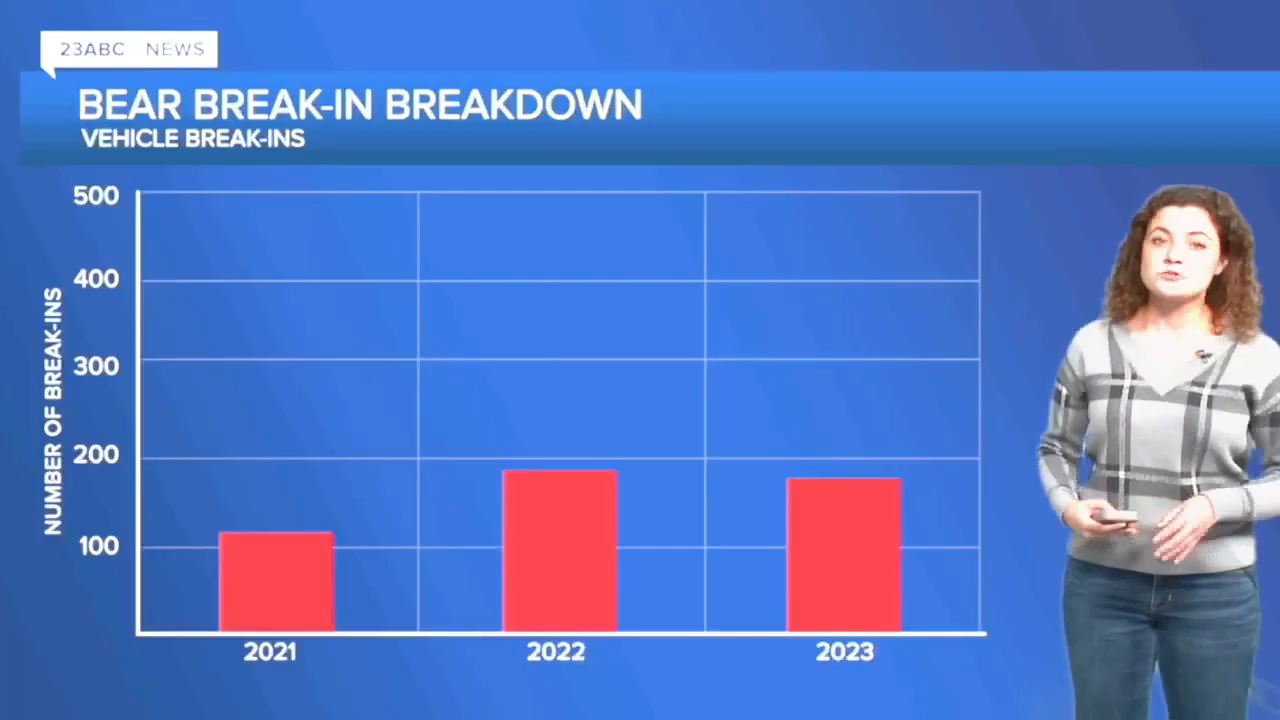 23ABC NEWS
BEAR BREAK-IN BREAKDOWN
VEHICLE BREAK-INS
500
400
300
200
100
NUMBER OF BREAK-INS
2021
2022
2023